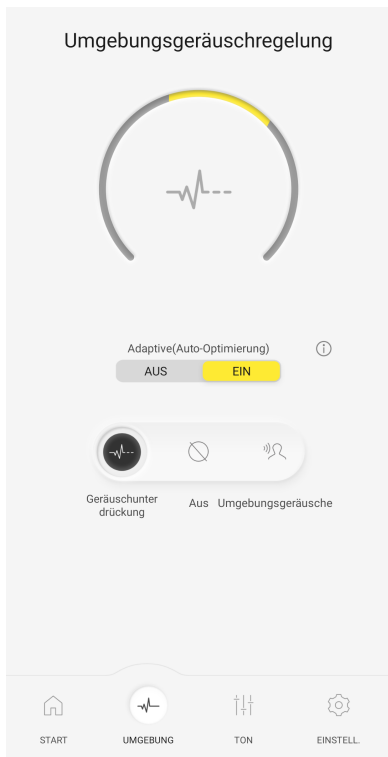 Umgebungsgeräuschregelung
Adaptive(Auto-Optimierung)
AUS EIN
Geräuschunter
drückung
Aus
Umgebungsgeräusche
START UMGEBUNG TON EINSTELL.